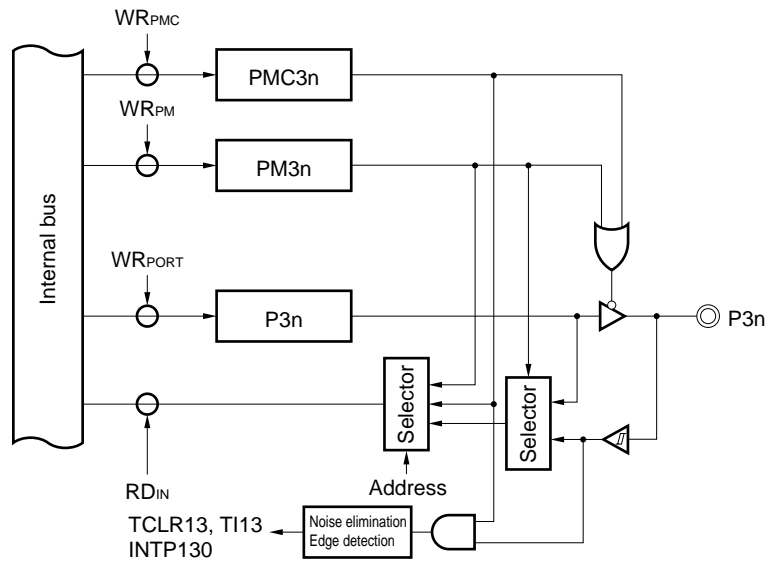 WRPMC
PMC3n
WRPM
PM3n
Internal bus
WRPORT
P3n
P3n
Selector
Selector
RDIN
Address
TCLR13, TI13
INTP130
Noise elimination
Edge detection